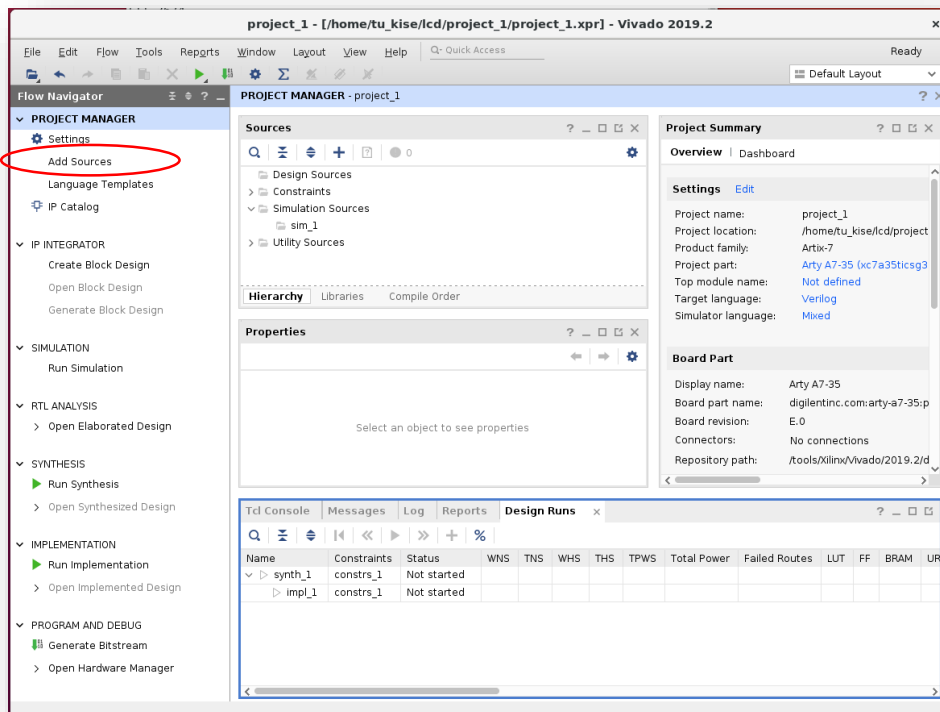 project_1 - [/home/tu_kise/lcd/project_1/project_1.xpr] - Vivado 2019.2
File Edit Flow Tools Reports Window Layout View Help Q- Quick Access Ready
Default Layout
Flow Navigator
PROJECT MANAGER
Settings
Add Sources
Language Templates
IP Catalog
IP INTEGRATOR
Create Block Design
Open Block Design
Generate Block Design
SIMULATION
Run Simulation
RTL ANALYSIS
Open Elaborated Design
SYNTHESIS
Run Synthesis
Open Synthesized Design
IMPLEMENTATION
Run Implementation
Open Implemented Design
PROGRAM AND DEBUG
Generate Bitstream
Open Hardware Manager
PROJECT MANAGER - project_1
Sources
0
Design Sources
Constraints
Simulation Sources
sim_1
Utility Sources
Hierarchy Libraries Compile Order
Properties
Select an object to see properties
Project Summary
Overview | Dashboard
Settings Edit
Project name: project_1
Project location: /home/tu_kise/lcd/project
Product family: Artix-7
Project part: Arty A7-35 (xc7a35ticsg3
Top module name: Not defined
Target language: Verilog
Simulator language: Mixed
Board Part
Display name: Arty A7-35
Board part name: digilentinc.com:arty-a7-35:p
Board revision: E.0
Connectors: No connections
Repository path: /tools/Xilinx/Vivado/2019.2/d
Tcl Console Messages Log Reports Design Runs
Name Constraints Status WNS TNS WHS THS TPWS Total Power Failed Routes LUT FF BRAM UR
synth_1 constrs_1 Not started
impl_1 constrs_1 Not started